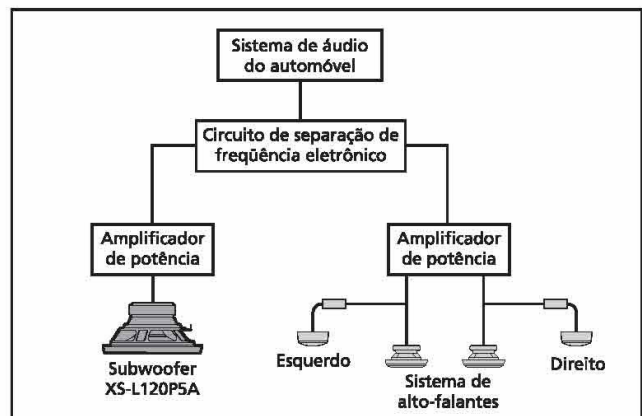 Sistema de áudio
do automóvel
Circuito de separação de
freqüência eletrônico
Amplificador
de potência
Amplificador
de potência
Subwoofer
XS-L120P5A
Esquerdo
Sistema de
alto-falantes
Direito